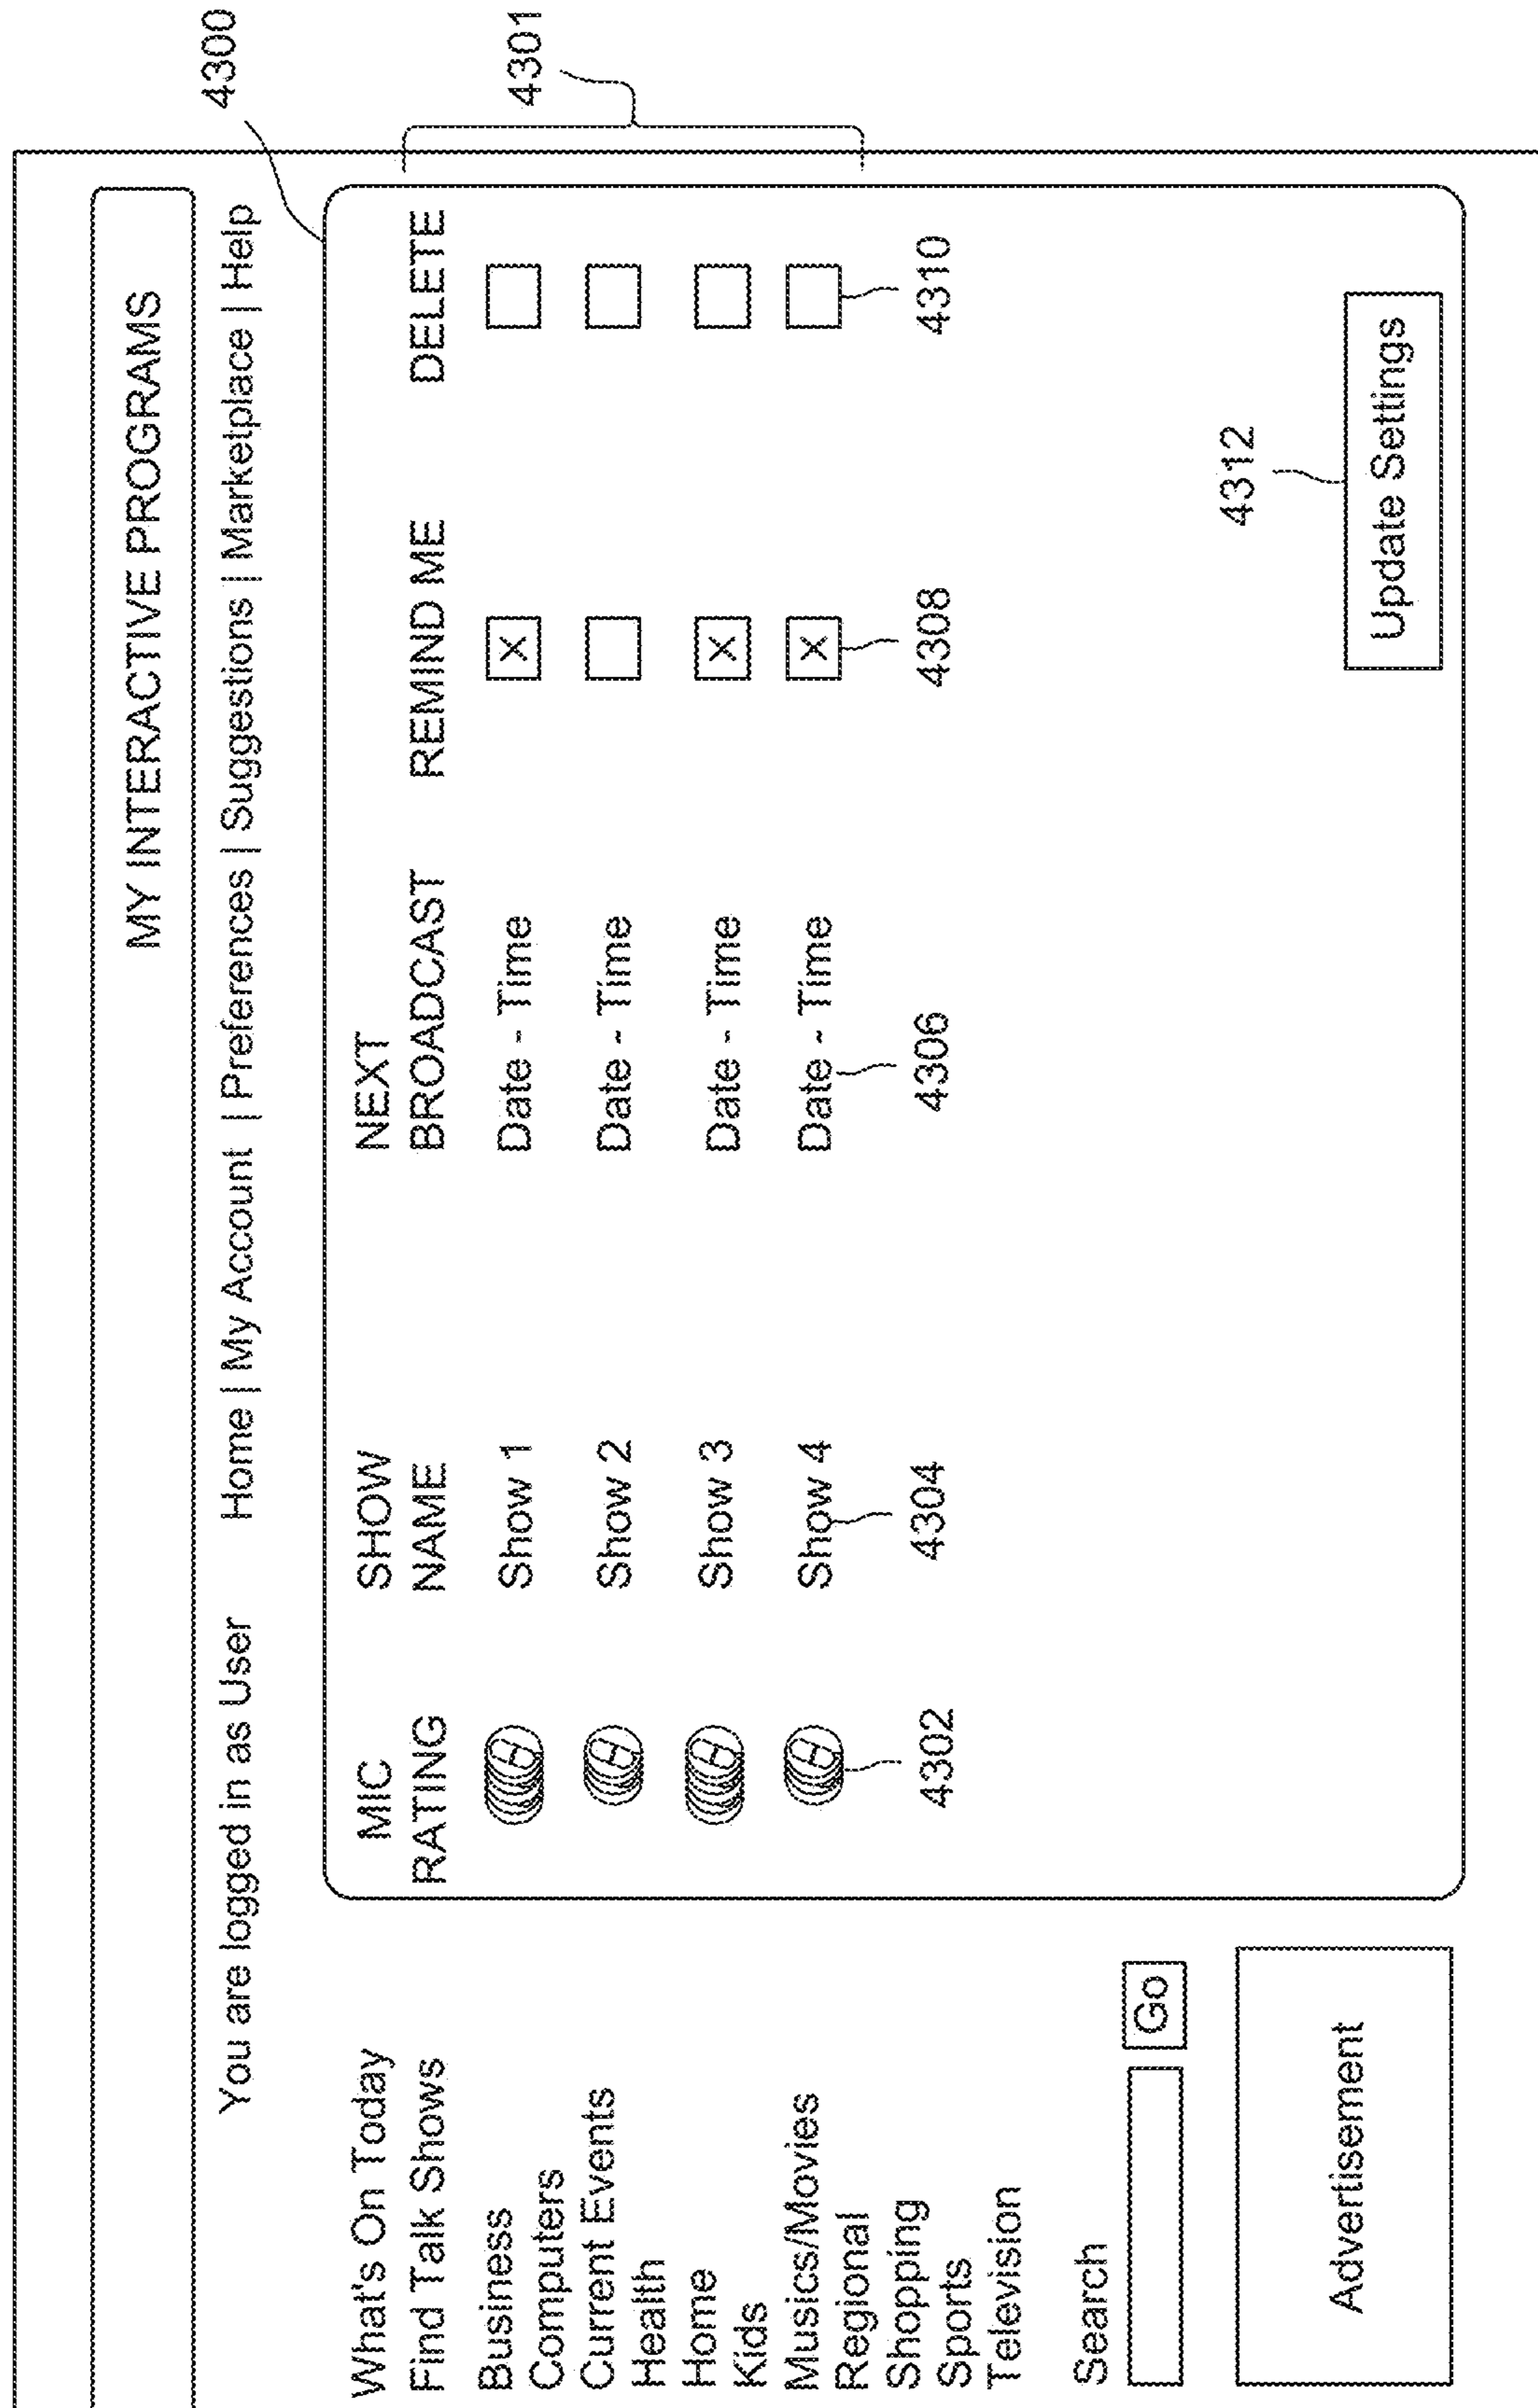 MY INTERACTIVE PROGRAMS
You are logged in as User Home | My Account | Preferences | Suggestions | Marketplace | Help
4300
What's On Today
Find Talk Shows
Business
Computers
Current Events
Health
Home
Kids
Musics/Movies
Regional
Shopping
Sports
Television
Search
Go
Advertisement
MIC RATING SHOW NAME NEXT BROADCAST REMIND ME DELETE
Show 1 Date - Time X
Show 2 Date - Time
Show 3 Date - Time X
Show 4 Date - Time X
4302 4304 4306 4308 4310
4301
4312
Update Settings